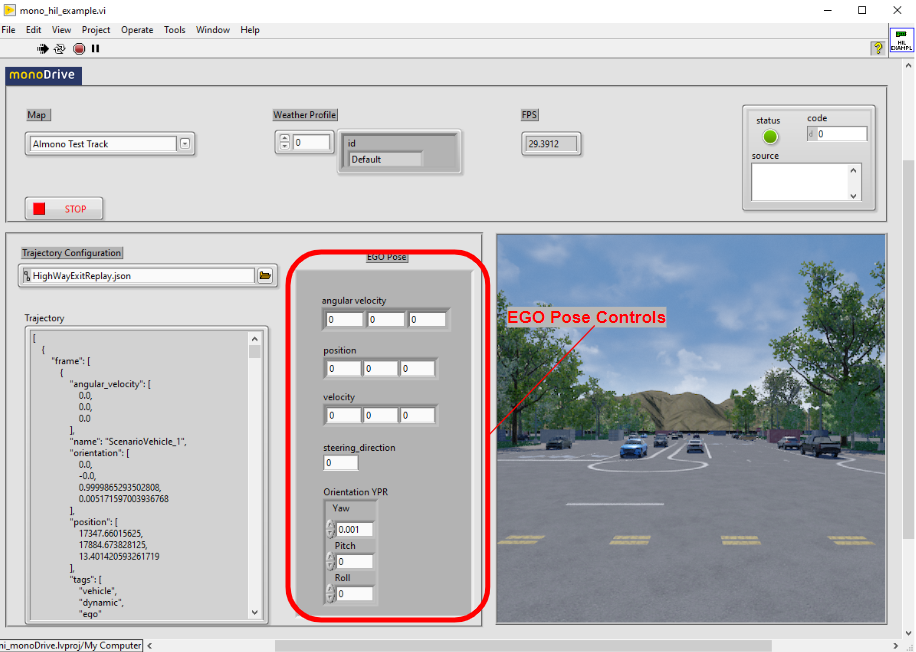 mono_hil_example.vi
File Edit View Project Operate Tools Window Help
HIL
monoDrive
Map
Almono Test Track
Weather Profile
0
id
Default
FPS
29.3912
status
code
0
source
STOP
Trajectory Configuration
HighWayExitReplay.json
Trajectory
[
{
"frame": [
{
"angular_velocity": [
0.0,
0.0,
0.0
],
"name": "ScenarioVehicle_1",
"orientation": [
0.0,
-0.0,
0.9999865293502808,
0.005171597003936768
],
"position": [
17347.66015625,
17884.673828125,
13.401420593261719
],
"tags": [
"vehicle",
"dynamic",
"ego"
EGO Pose
angular velocity
0 0 0
position
0 0 0
velocity
0 0 0
steering_direction
0
Orientation YPR
Yaw
0.001
Pitch
0
Roll
0
EGO Pose Controls
ni_monoDrive.lvproj/My Computer